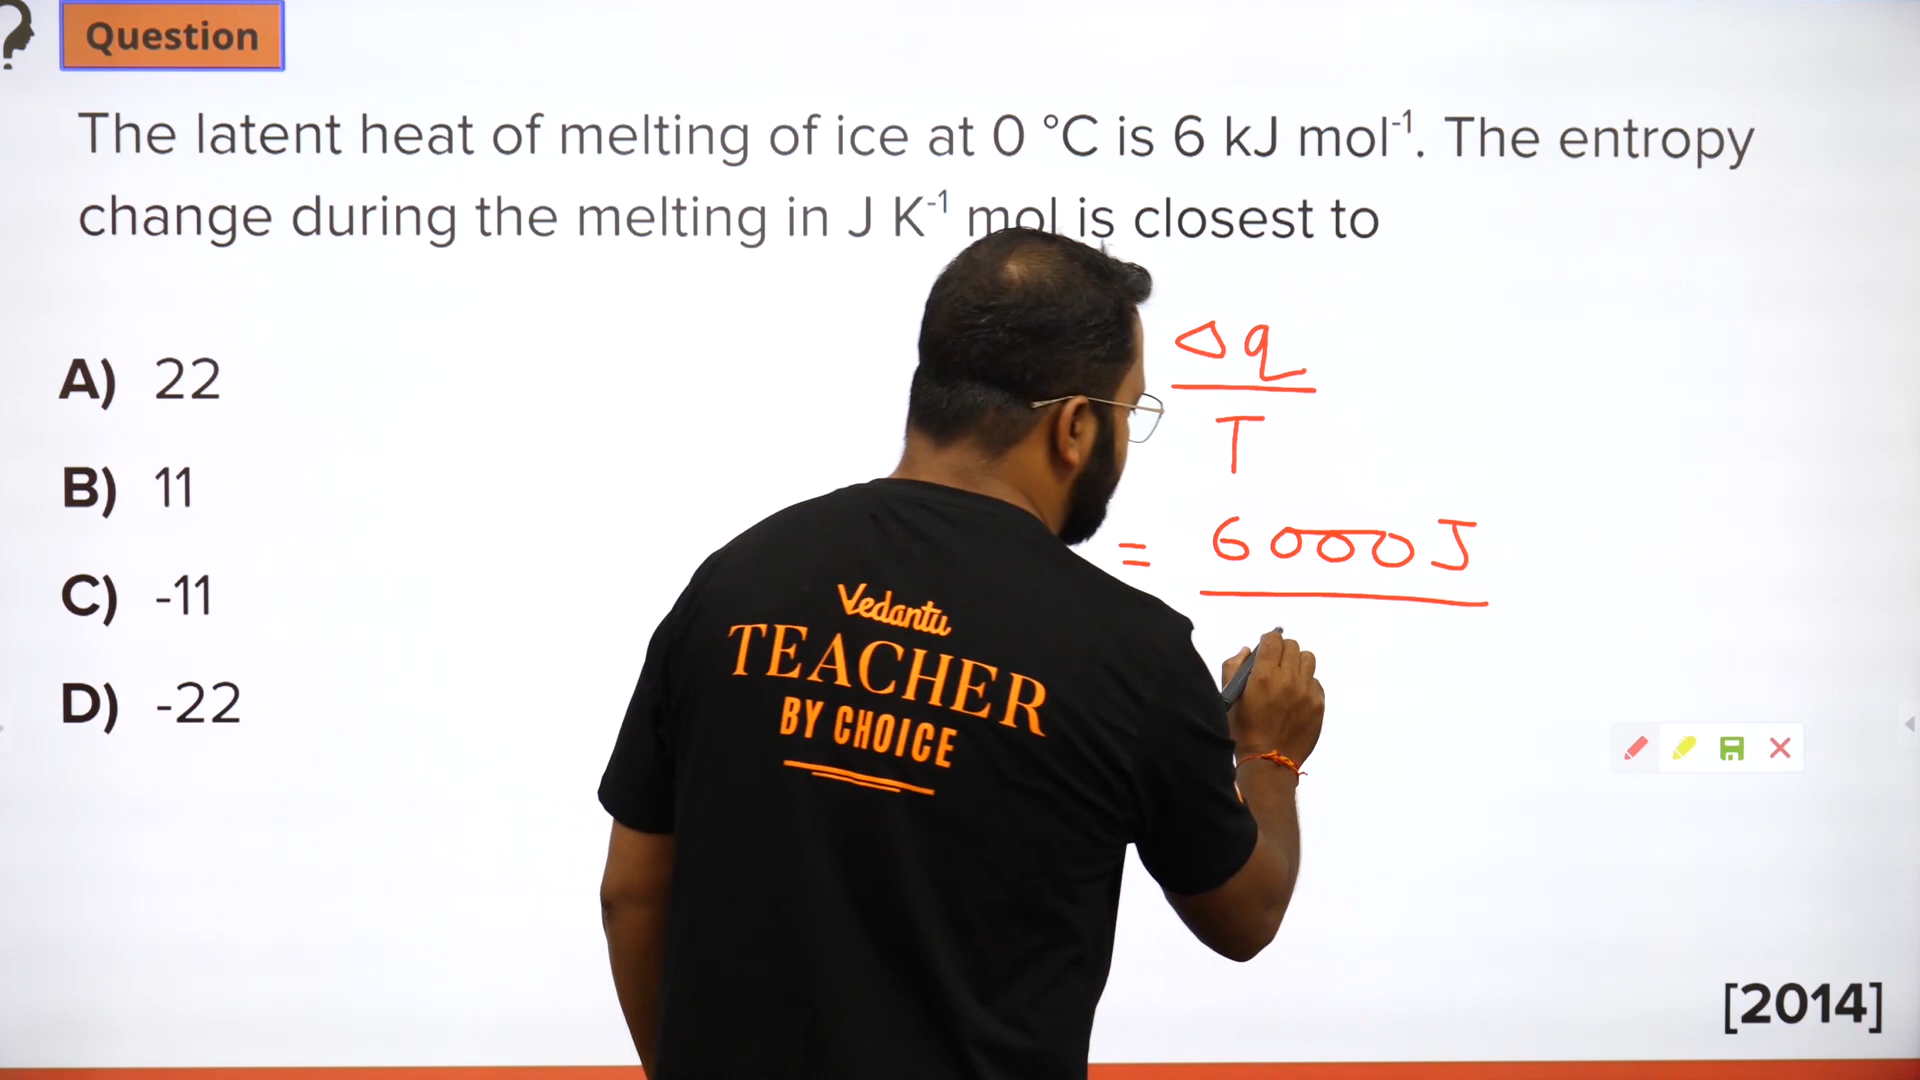 Question
The latent heat of melting of ice at 0 °C is 6 kJ mol⁻¹. The entropy
change during the melting in J K⁻¹ mol is closest to
A) 22
B) 11
C) -11
D) -22
Δq
T
= 6000J
Vedantu
TEACHER
BY CHOICE
[2014]